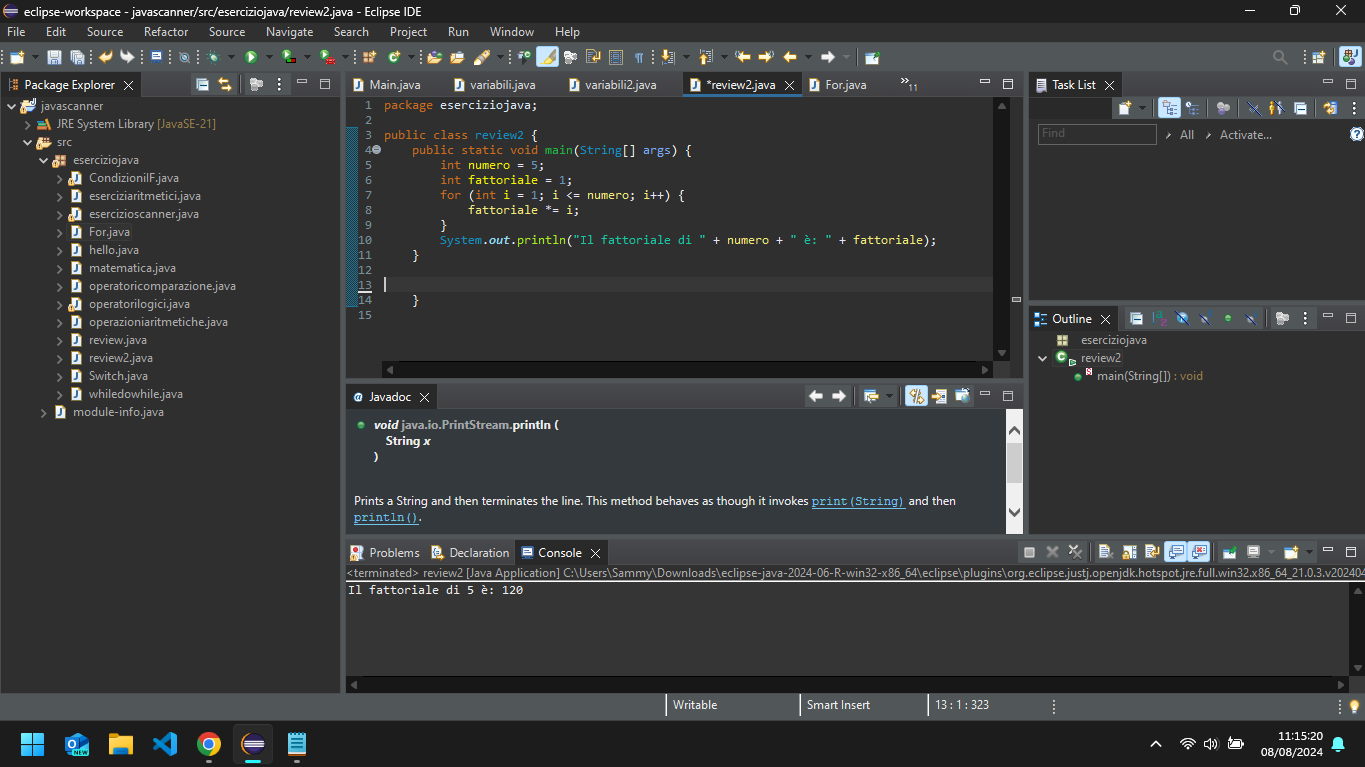 eclipse-workspace - javascanner/src/eserciziojava/review2.java - Eclipse IDE
File Edit Source Refactor Source Navigate Search Project Run Window Help
Package Explorer
javascanner
JRE System Library [JavaSE-21]
src
eserciziojava
CondizioniIF.java
eserciziaritmetici.java
esercizioscanner.java
For.java
hello.java
matematica.java
operatoricomparazione.java
operatorilogici.java
operazioniaritmetiche.java
review.java
review2.java
Switch.java
whiledowhile.java
module-info.java
Main.java variabili.java variabili2.java *review2.java For.java »11
1 package eserciziojava;
2
3 public class review2 {
4 public static void main(String[] args) {
5 int numero = 5;
6 int fattoriale = 1;
7 for (int i = 1; i <= numero; i++) {
8 fattoriale *= i;
9 }
10 System.out.println("Il fattoriale di " + numero + " è: " + fattoriale);
11 }
12
13
14 }
15
Javadoc
void java.io.PrintStream.println (
String x
)
Prints a String and then terminates the line. This method behaves as though it invokes print(String) and then
println().
Problems Declaration Console
<terminated> review2 [Java Application] C:\Users\Sammy\Downloads\eclipse-java-2024-06-R-win32-x86_64\eclipse\plugins\org.eclipse.justj.openjdk.hotspot.jre.full.win32.x86_64_21.0.3.v202404
Il fattoriale di 5 è: 120
Task List
Find All Activate...
Outline
eserciziojava
review2
main(String[]) : void
Writable Smart Insert 13 : 1 : 323
NEW
11:15:20
08/08/2024